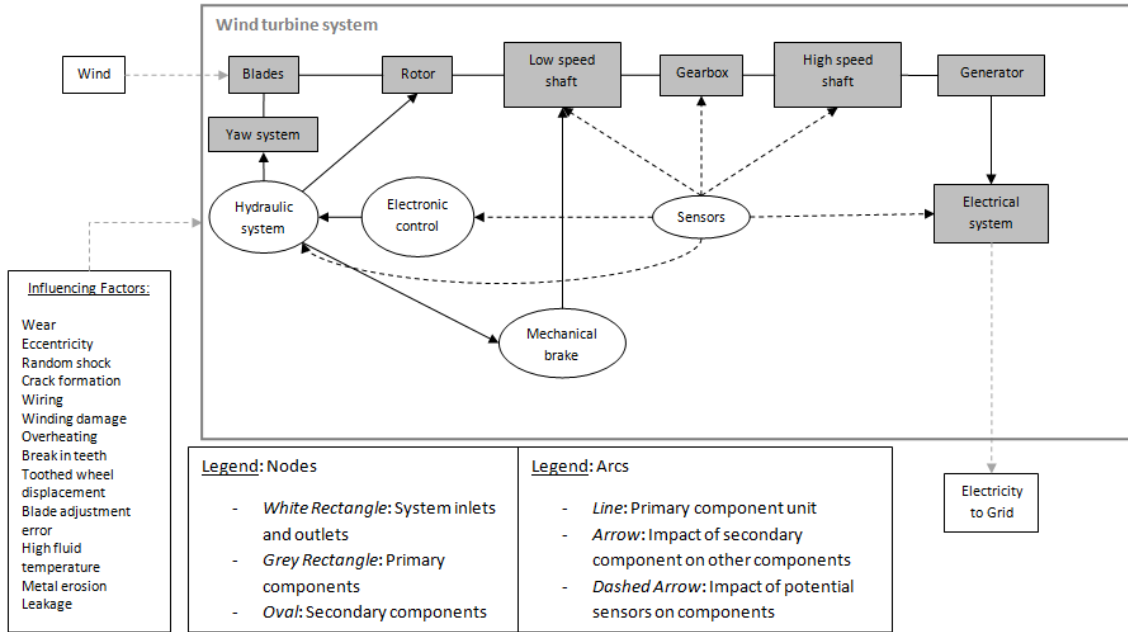 Wind turbine system
Wind
Blades
Rotor
Low speed
shaft
Gearbox
High speed
shaft
Generator
Yaw system
Hydraulic
system
Electronic
control
Sensors
Electrical
system
Mechanical
brake
Influencing Factors:
Wear
Eccentricity
Random shock
Crack formation
Wiring
Winding damage
Overheating
Break in teeth
Toothed wheel
displacement
Blade adjustment
error
High fluid
temperature
Metal erosion
Leakage
Legend: Nodes
- White Rectangle: System inlets
and outlets
- Grey Rectangle: Primary
components
- Oval: Secondary components
Legend: Arcs
- Line: Primary component unit
- Arrow: Impact of secondary
component on other components
- Dashed Arrow: Impact of potential
sensors on components
Electricity
to Grid